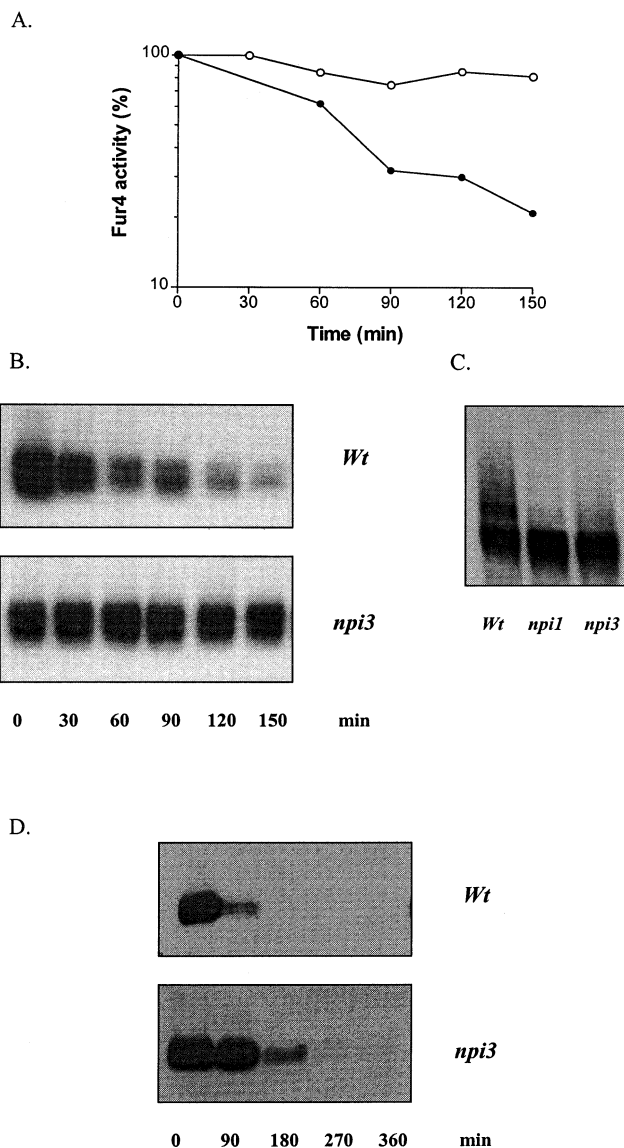 A.
100
10
Fur4 activity (%)
0 30 60 90 120 150
Time (min)
B.
C.
Wt
npi3
0 30 60 90 120 150 min
Wt npi1 npi3
D.
Wt
npi3
0 90 180 270 360 min